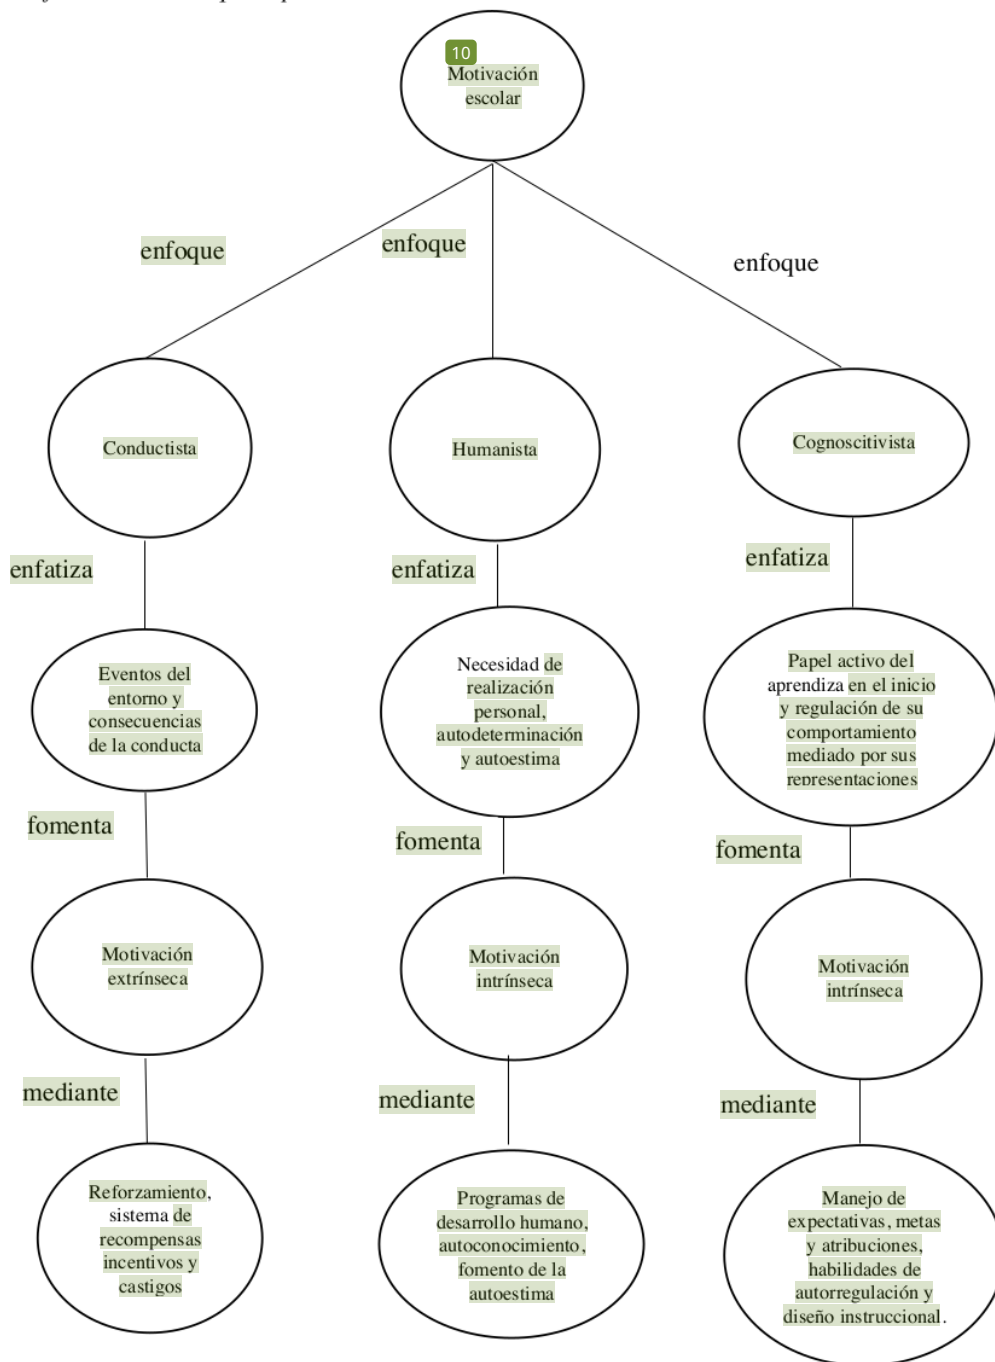 10
Motivación
escolar
enfoque
enfoque
enfoque
Conductista
Humanista
Cognoscitivista
enfatiza
enfatiza
enfatiza
Eventos del
entorno y
consecuencias
de la conducta
Necesidad de
realización
personal,
autodeterminación
y autoestima
Papel activo del
aprendiza en el inicio
y regulación de su
comportamiento
mediado por sus
representaciones
fomenta
fomenta
fomenta
Motivación
extrínseca
Motivación
intrínseca
Motivación
intrínseca
mediante
mediante
mediante
Reforzamiento,
sistema de
recompensas
incentivos y
castigos
Programas de
desarrollo humano,
autoconocimiento,
fomento de la
autoestima
Manejo de
expectativas, metas
y atribuciones,
habilidades de
autorregulación y
diseño instruccional.